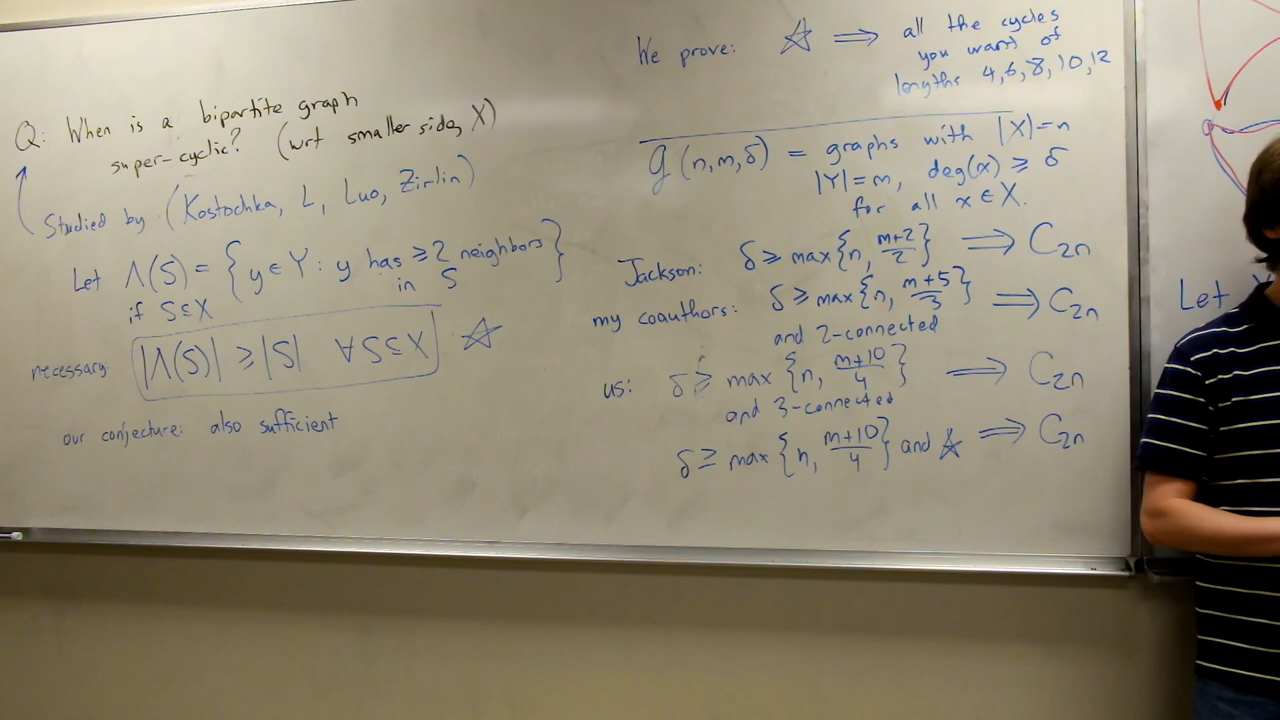 Q: When is a bipartite graph
super-cyclic? (wrt smaller side, X)
Studied by (Kostochka, L, Luo, Zirlin)
Let Λ(S) = {y ∈ Y : y has ≥2 neighbors
in S}
if S⊆X
necessary: |Λ(S)| ≥ |S| ∀S⊆X ☆
our conjecture: also sufficient
We prove: ☆ ⟹ all the cycles
you want of
lengths 4,6,8,10,12
G(n,m,δ) = graphs with |X|=n
|Y|=m, deg(x) ≥ δ
for all x ∈ X.
Jackson: δ ≥ max{n, (m+2)/2} ⟹ C₂ₙ
my coauthors: δ ≥ max{n, (m+5)/3} ⟹ C₂ₙ
and 2-connected
us: δ ≥ max{n, (m+10)/4} ⟹ C₂ₙ
and 3-connected
δ ≥ max{n, (m+10)/4} and ☆ ⟹ C₂ₙ
Let